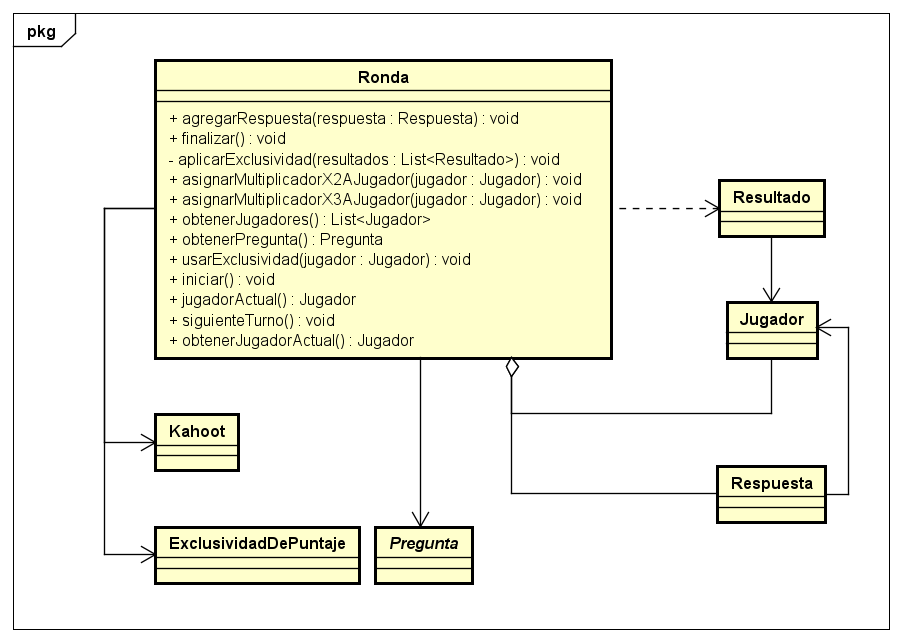 pkg
Ronda
+ agregarRespuesta(respuesta : Respuesta) : void
+ finalizar() : void
- aplicarExclusividad(resultados : List<Resultado>) : void
+ asignarMultiplicadorX2AJugador(jugador : Jugador) : void
+ asignarMultiplicadorX3AJugador(jugador : Jugador) : void
+ obtenerJugadores() : List<Jugador>
+ obtenerPregunta() : Pregunta
+ usarExclusividad(jugador : Jugador) : void
+ iniciar() : void
+ jugadorActual() : Jugador
+ siguienteTurno() : void
+ obtenerJugadorActual() : Jugador
Resultado
Jugador
Kahoot
Respuesta
ExclusividadDePuntaje
Pregunta